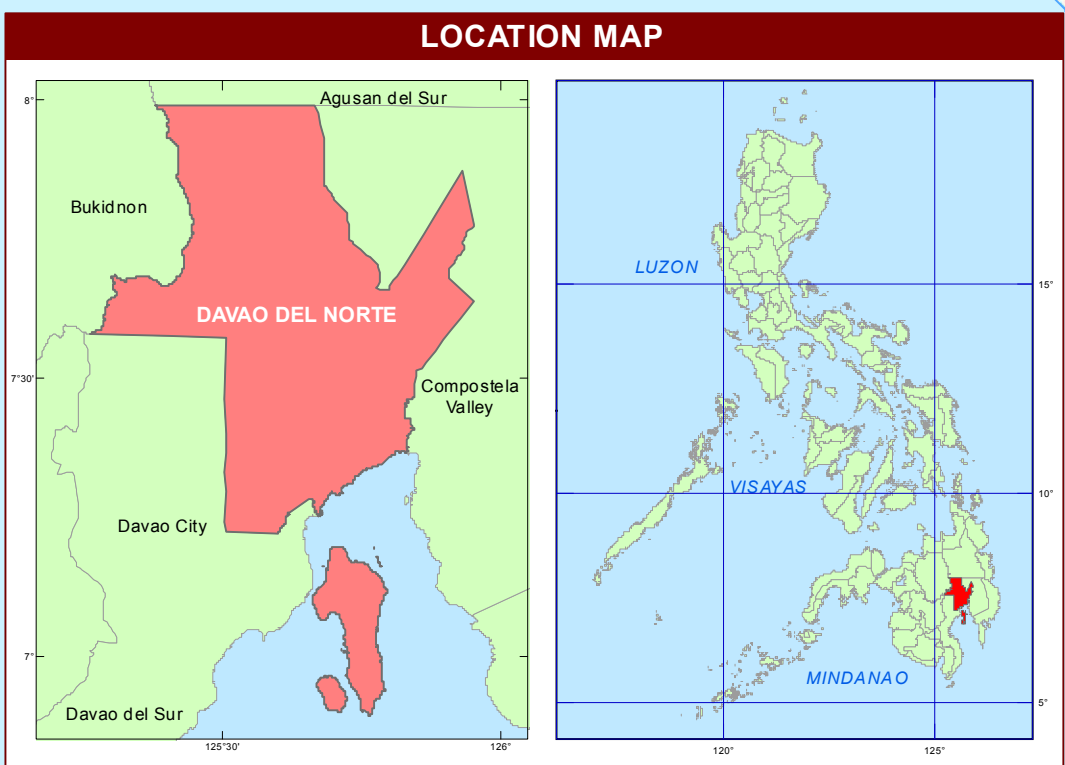 LOCATION MAP
8°
Agusan del Sur
Bukidnon
DAVAO DEL NORTE
7°30'
Compostela
Valley
Davao City
7°
Davao del Sur
125°30'
126°
LUZON
15°
VISAYAS
10°
MINDANAO
5°
120°
125°